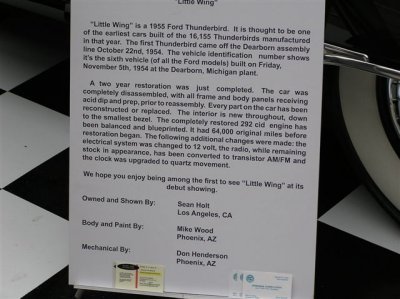 "Little Wing"
"Little Wing" is a 1955 Ford Thunderbird. It is thought to be one
of the earliest cars built of the 16,155 Thunderbirds manufactured
in that year. The first Thunderbird came off the Dearborn assembly
line October 22nd, 1954. The vehicle identification number shows
it's the sixth vehicle (of all the Ford models) built on Friday,
November 5th, 1954 at the Dearborn, Michigan plant.
A two year restoration was just completed. The car was
completely disassembled, with all frame and body panels receiving
acid dip and prep, prior to reassembly. Every part on the car has been
reconstructed or replaced. The interior is new throughout, down
to the smallest bezel. The completely restored 292 cid engine has
been balanced and blueprinted. It had 64,000 original miles before
restoration began. The following additional changes were made: the
electrical system was changed to 12 volt, the radio, while remaining
stock in appearance, has been converted to transistor AM/FM and
the clock was upgraded to quartz movement.
We hope you enjoy being among the first to see "Little Wing" at its
debut showing.
Owned and Shown By: Sean Holt
Los Angeles, CA
Body and Paint By: Mike Wood
Phoenix, AZ
Mechanical By: Don Henderson
Phoenix, AZ